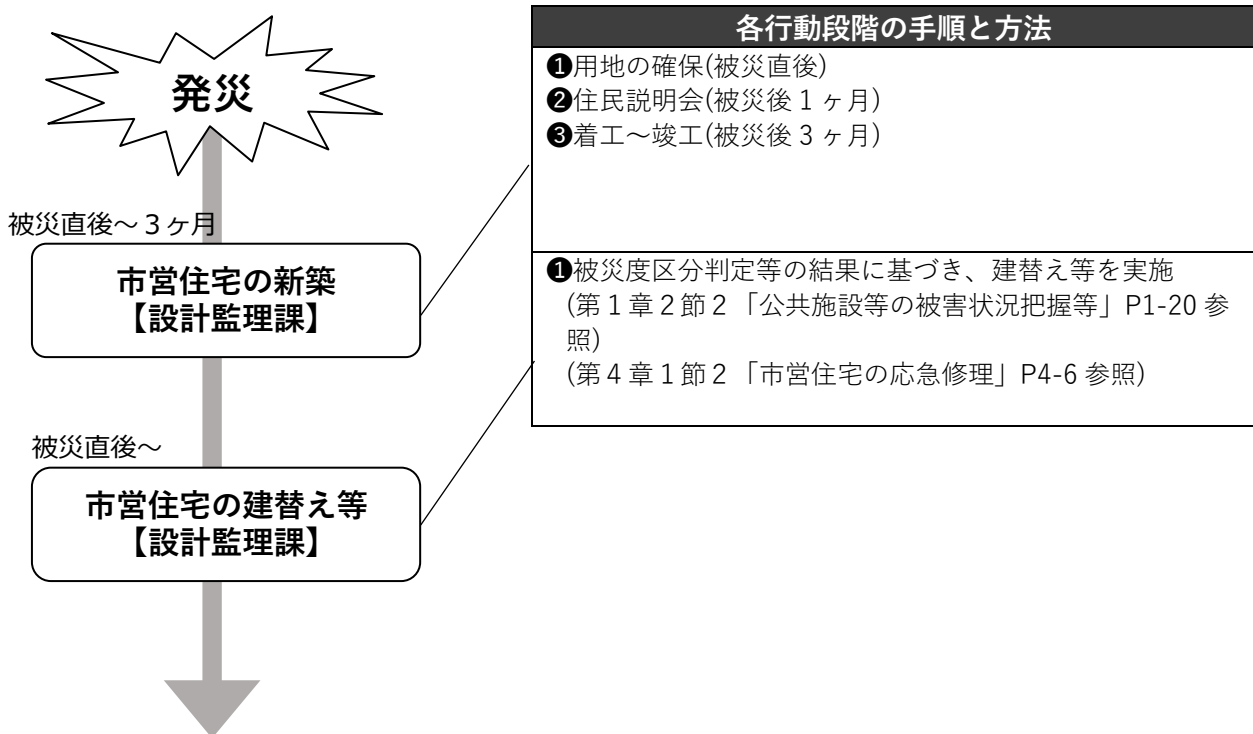 発災
被災直後～３ヶ月
市営住宅の新築
【設計監理課】
被災直後～
市営住宅の建替え等
【設計監理課】
各行動段階の手順と方法
❶用地の確保(被災直後)
❷住民説明会(被災後１ヶ月)
❸着工～竣工(被災後３ヶ月)
❶被災度区分判定等の結果に基づき、建替え等を実施
(第１章２節２「公共施設等の被害状況把握等」P1-20 参
照)
(第４章１節２「市営住宅の応急修理」P4-6 参照)